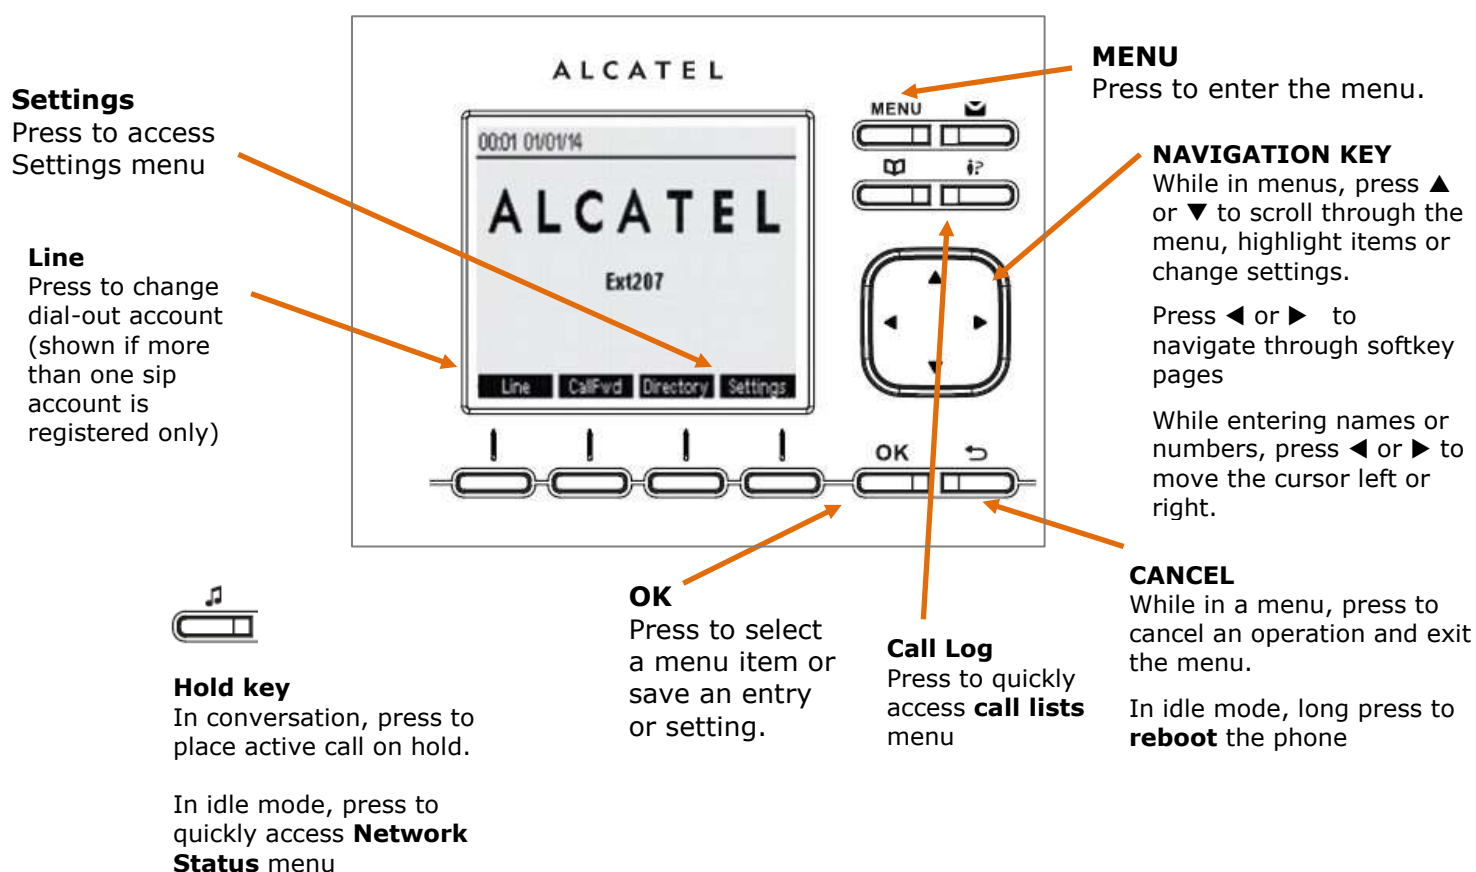 ALCATEL
MENU
Press to enter the menu.
Settings
Press to access
Settings menu
MENU
00:01 01/01/14
ALCATEL
Ext207
Line CallFwd Directory Settings
OK
NAVIGATION KEY
While in menus, press ▲
or ▼ to scroll through the
menu, highlight items or
change settings.
Press ◀ or ▶ to
navigate through softkey
pages
While entering names or
numbers, press ◀ or ▶ to
move the cursor left or
right.
Line
Press to change
dial-out account
(shown if more
than one sip
account is
registered only)
CANCEL
While in a menu, press to
cancel an operation and exit
the menu.
In idle mode, long press to
reboot the phone
OK
Press to select
a menu item or
save an entry
or setting.
Call Log
Press to quickly
access call lists
menu
Hold key
In conversation, press to
place active call on hold.
In idle mode, press to
quickly access Network
Status menu